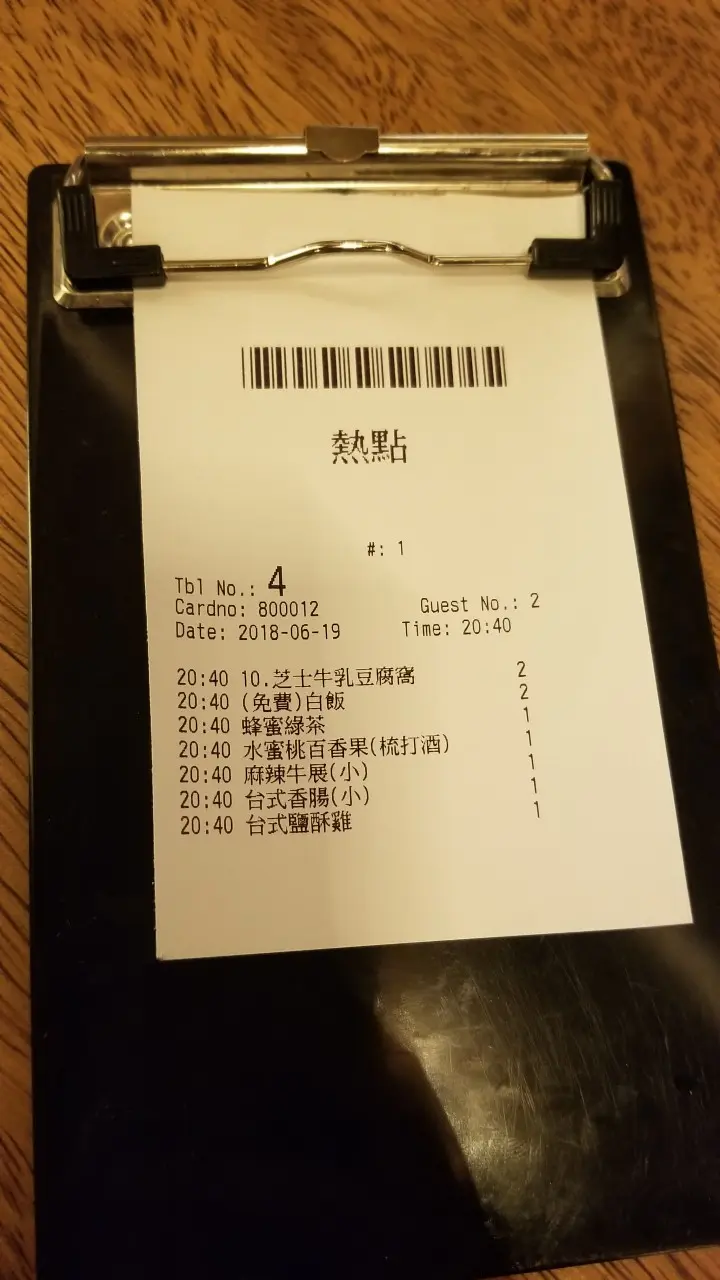 熱點
#: 1
Tbl No.: 4
Cardno: 800012 Guest No.: 2
Date: 2018-06-19 Time: 20:40
20:40 10.芝士牛乳豆腐窩 2
20:40 (免費)白飯 2
20:40 蜂蜜綠茶 1
20:40 水蜜桃百香果(梳打酒) 1
20:40 麻辣牛展(小) 1
20:40 台式香腸(小) 1
20:40 台式鹽酥雞 1